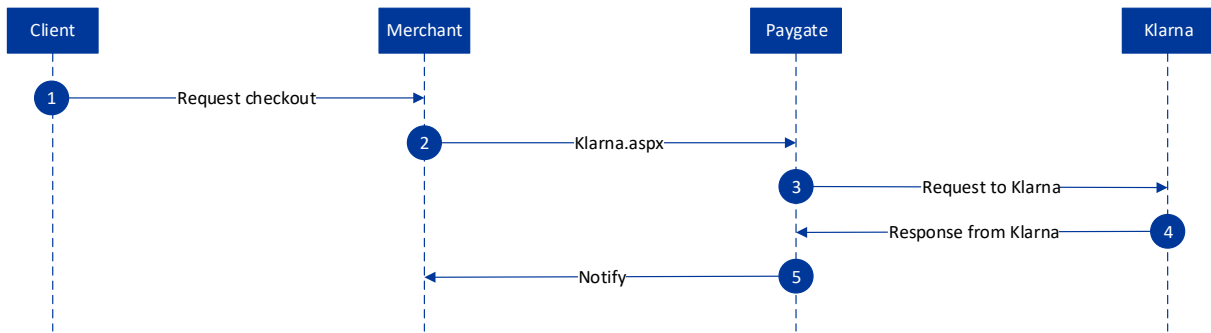 Client
Merchant
Paygate
Klarna
1
Request checkout
2
Klarna.aspx
3
Request to Klarna
Response from Klarna
4
Notify
5